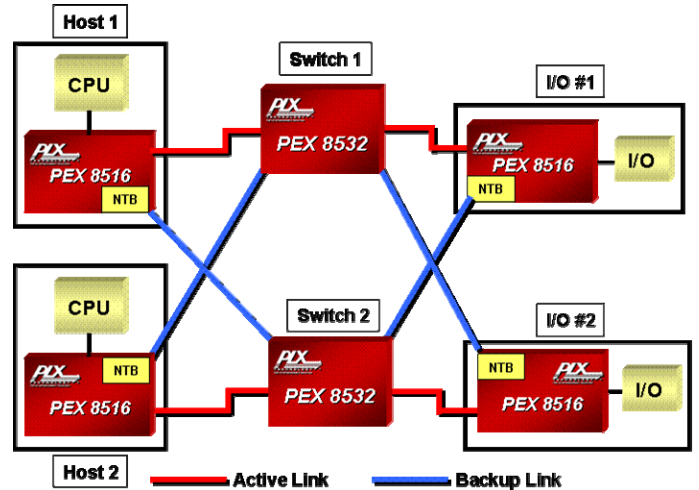 Host 1
Switch 1
I/O #1
CPU
PLX
PEX 8516
NTB
PLX
PEX 8532
PLX
PEX 8516
NTB
I/O
CPU
NTB
PLX
PEX 8516
Switch 2
PLX
PEX 8532
I/O #2
NTB
PLX
PEX 8516
I/O
Host 2
Active Link
Backup Link